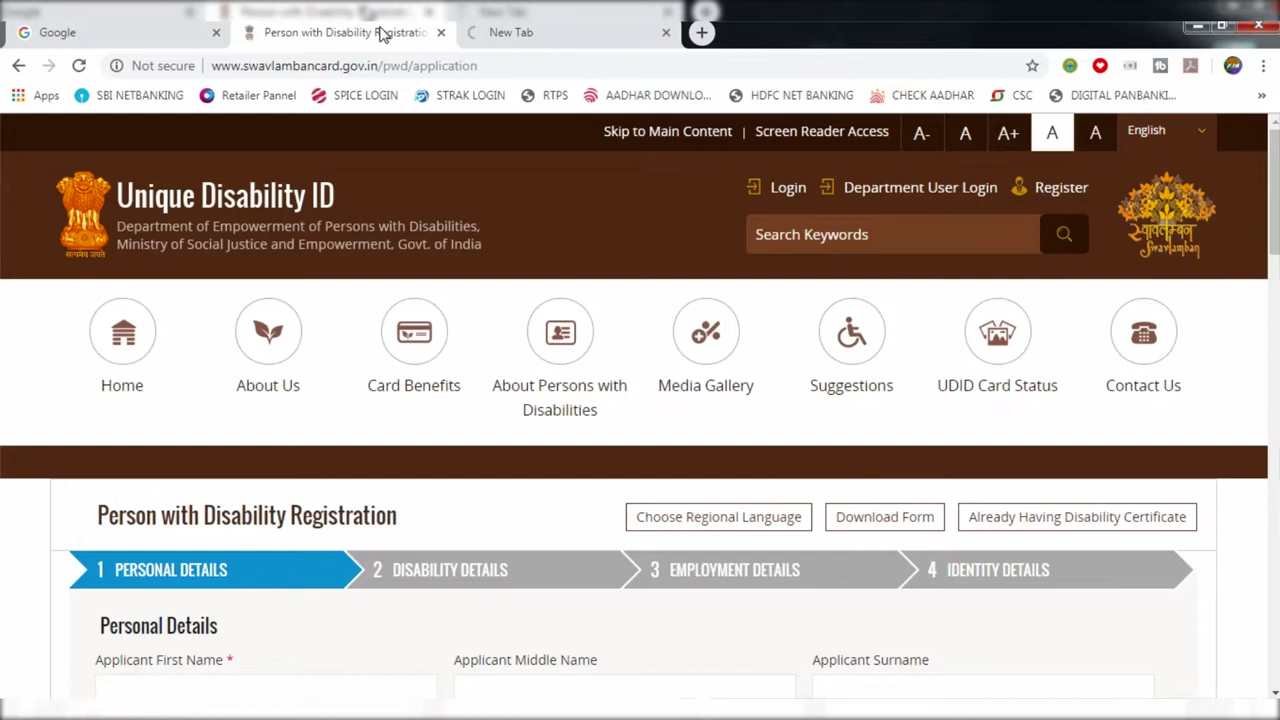 Google
Person with Disability Registratio
New Tab
Not secure
www.swavlambancard.gov.in/pwd/application
Apps
SBI NETBANKING
Retailer Pannel
SPICE LOGIN
STRAK LOGIN
RTPS
AADHAR DOWNLO...
HDFC NET BANKING
CHECK AADHAR
CSC
DIGITAL PANBANKI...
»
Skip to Main Content | Screen Reader Access
A- A A+ A A
English
Unique Disability ID
Department of Empowerment of Persons with Disabilities,
Ministry of Social Justice and Empowerment, Govt. of India
सत्यमेव जयते
Login
Department User Login
Register
Search Keywords
स्वावलम्बन
Swavlamban
Home
About Us
Card Benefits
About Persons with
Disabilities
Media Gallery
Suggestions
UDID Card Status
Contact Us
Person with Disability Registration
Choose Regional Language
Download Form
Already Having Disability Certificate
1 PERSONAL DETAILS
2 DISABILITY DETAILS
3 EMPLOYMENT DETAILS
4 IDENTITY DETAILS
Personal Details
Applicant First Name *
Applicant Middle Name
Applicant Surname